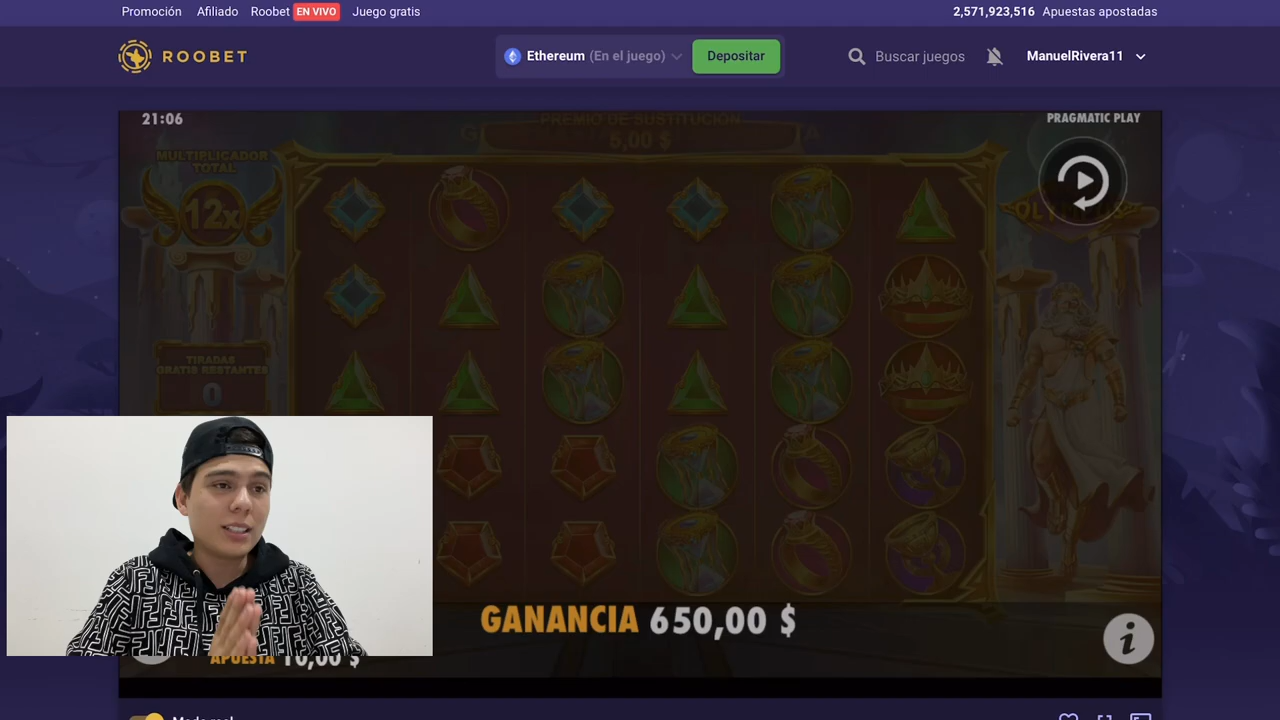 Promoción Afiliado Roobet EN VIVO Juego gratis 2,571,923,516 Apuestas apostadas
ROOBET Ethereum (En el juego) Depositar Buscar juegos ManuelRivera11
21:06 PREMIO DE SUSTITUCIÓN PRAGMATIC PLAY
6,00 $
MULTIPLICADOR
TOTAL
12x
TIRADAS
GRATIS RESTANTES
0
GANANCIA 650,00 $
APUESTA 10,00 $
Modo real